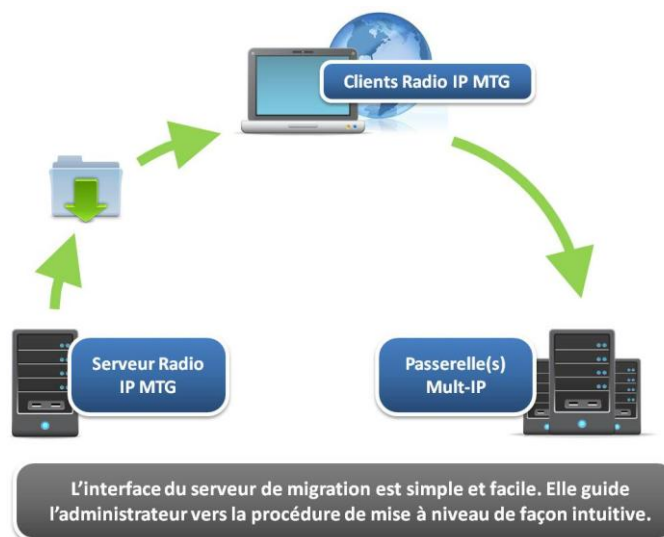 Clients Radio IP MTG
Serveur Radio
IP MTG
Passerelle(s)
Mult-IP
L'interface du serveur de migration est simple et facile. Elle guide
l'administrateur vers la procédure de mise à niveau de façon intuitive.